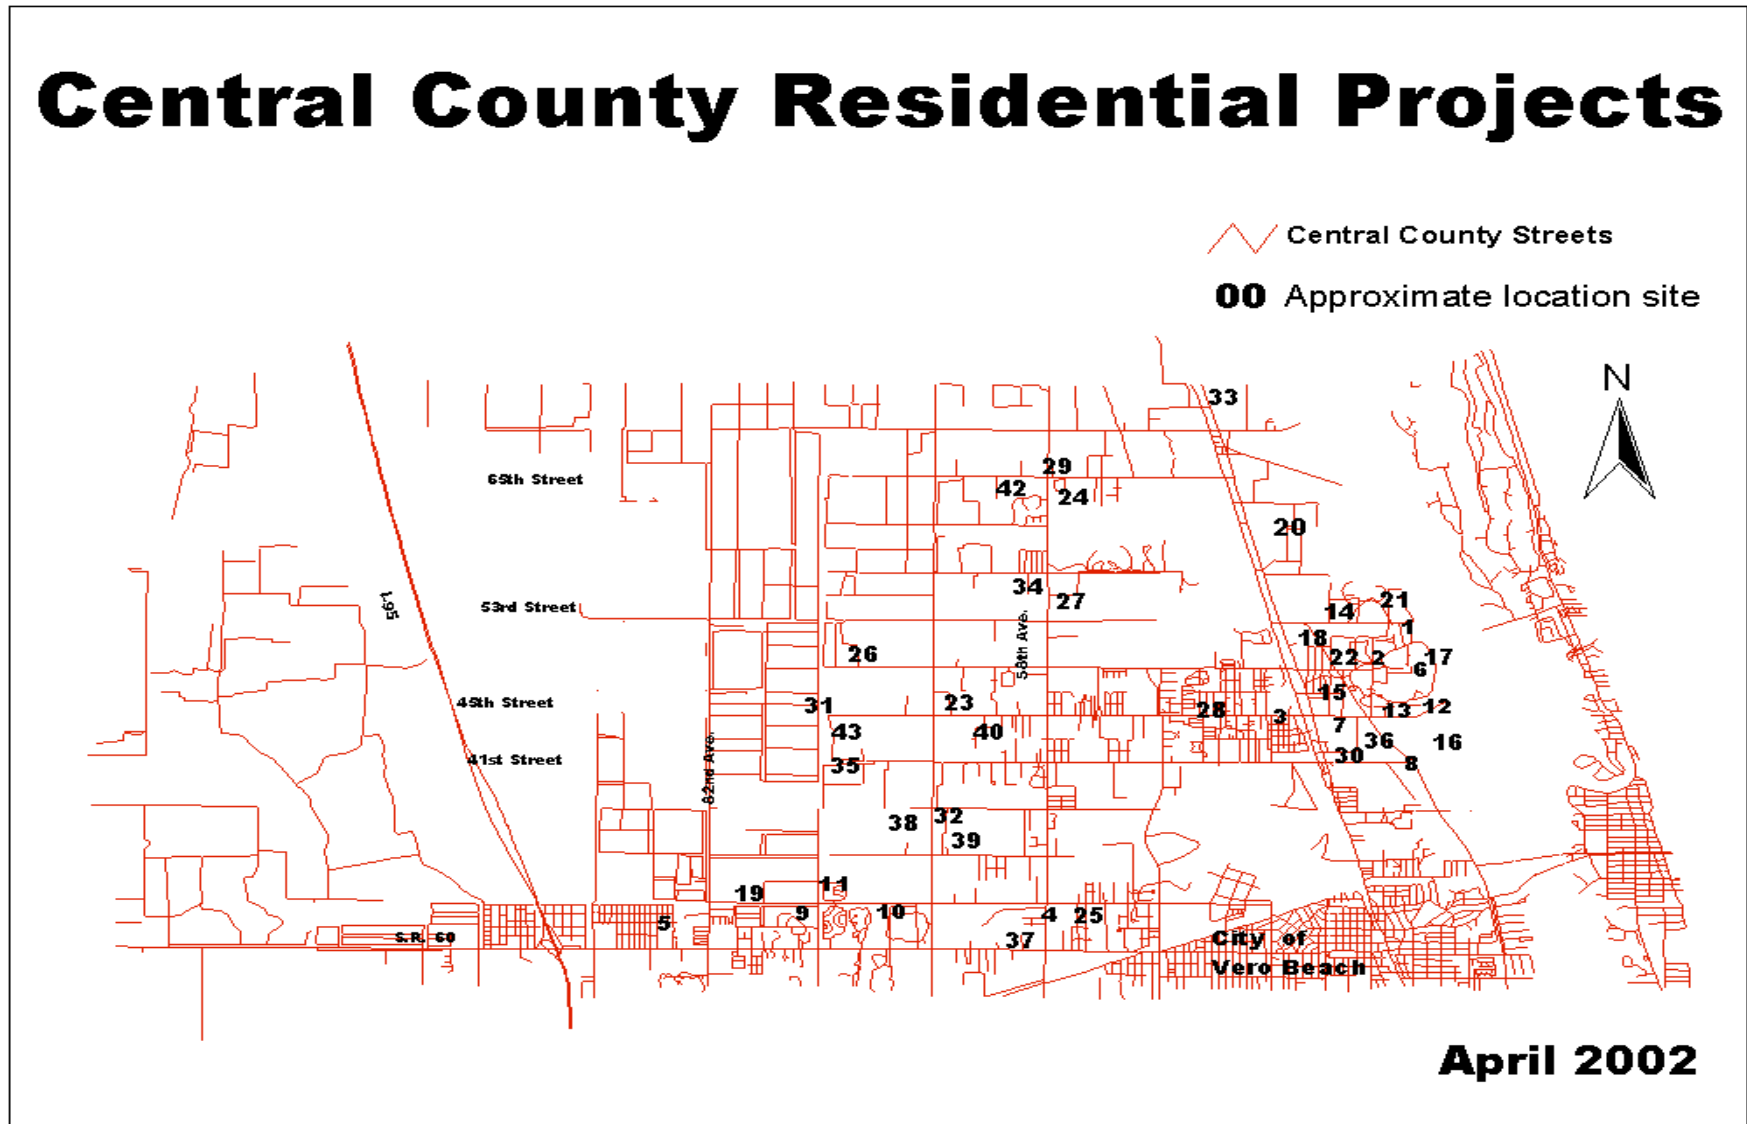 Central County Residential Projects
Central County Streets
00 Approximate location site
N
33
29
65th Street
42
24
20
I-95
34
21
27
53rd Street
14
1
58th Ave.
18
26
22
2
17
6
15
45th Street
31
23
28
12
13
3
43
40
7
36
16
41st Street
35
30
8
82nd Ave.
38
32
39
11
19
9
10
4
25
5
S.R. 60
37
City of
Vero Beach
April 2002